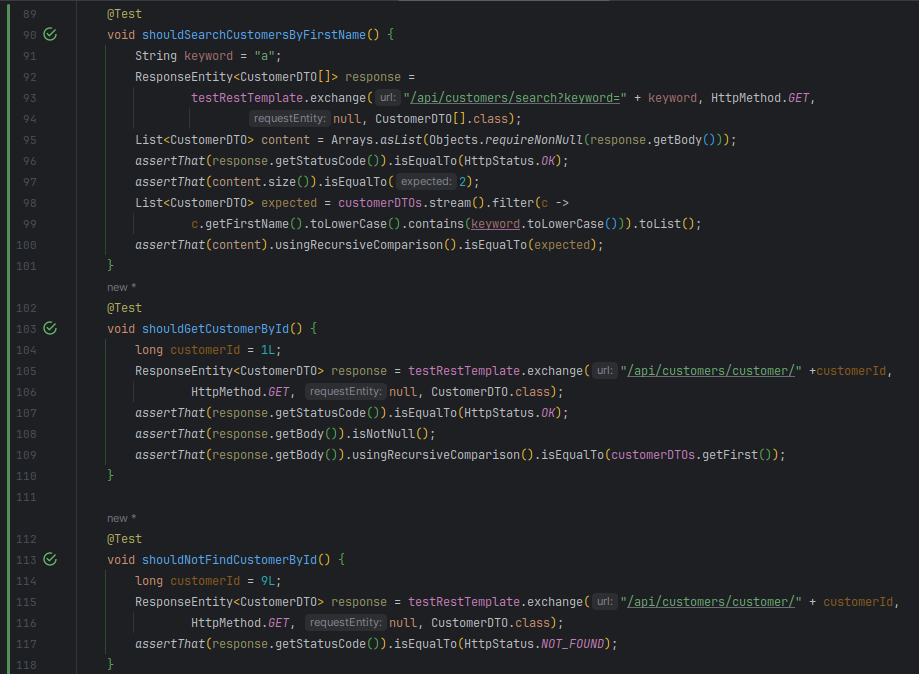 89 @Test
90 void shouldSearchCustomersByFirstName() {
91 String keyword = "a";
92 ResponseEntity<CustomerDTO[]> response =
93 testRestTemplate.exchange( url: "/api/customers/search?keyword=" + keyword, HttpMethod.GET,
94 requestEntity: null, CustomerDTO[].class);
95 List<CustomerDTO> content = Arrays.asList(Objects.requireNonNull(response.getBody()));
96 assertThat(response.getStatusCode()).isEqualTo(HttpStatus.OK);
97 assertThat(content.size()).isEqualTo( expected: 2);
98 List<CustomerDTO> expected = customerDTOs.stream().filter(c ->
99 c.getFirstName().toLowerCase().contains(keyword.toLowerCase())).toList();
100 assertThat(content).usingRecursiveComparison().isEqualTo(expected);
101 }
new *
102 @Test
103 void shouldGetCustomerById() {
104 long customerId = 1L;
105 ResponseEntity<CustomerDTO> response = testRestTemplate.exchange( url: "/api/customers/customer/" +customerId,
106 HttpMethod.GET, requestEntity: null, CustomerDTO.class);
107 assertThat(response.getStatusCode()).isEqualTo(HttpStatus.OK);
108 assertThat(response.getBody()).isNotNull();
109 assertThat(response.getBody()).usingRecursiveComparison().isEqualTo(customerDTOs.getFirst());
110 }
111
new *
112 @Test
113 void shouldNotFindCustomerById() {
114 long customerId = 9L;
115 ResponseEntity<CustomerDTO> response = testRestTemplate.exchange( url: "/api/customers/customer/" + customerId,
116 HttpMethod.GET, requestEntity: null, CustomerDTO.class);
117 assertThat(response.getStatusCode()).isEqualTo(HttpStatus.NOT_FOUND);
118 }